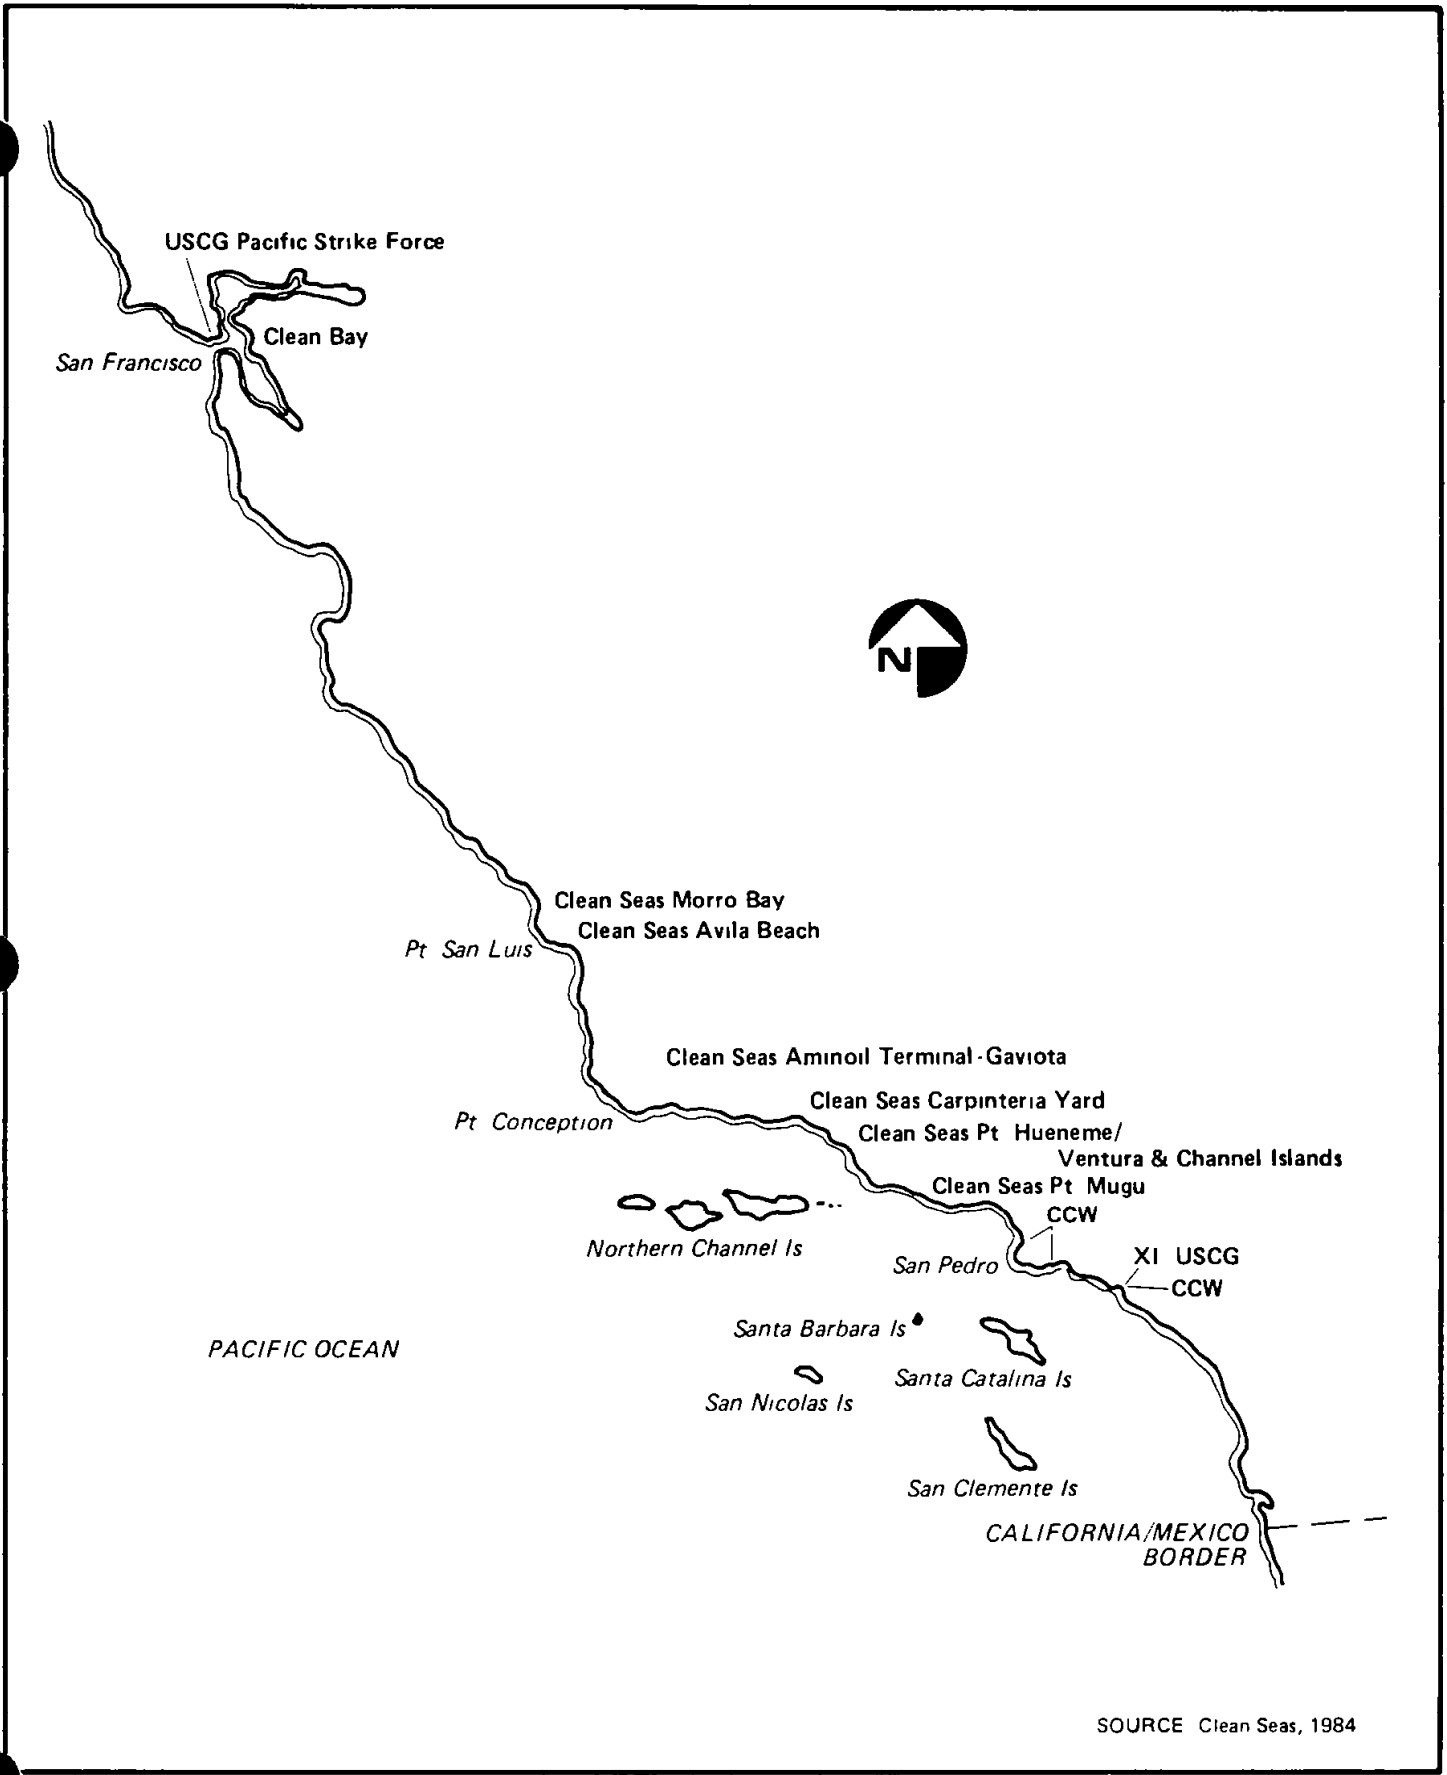 USCG Pacific Strike Force
Clean Bay
San Francisco
N
Clean Seas Morro Bay
Clean Seas Avila Beach
Pt San Luis
Clean Seas Aminoil Terminal-Gaviota
Clean Seas Carpinteria Yard
Pt Conception
Clean Seas Pt Hueneme/
Ventura & Channel Islands
Clean Seas Pt Mugu
CCW
Northern Channel Is
San Pedro
XI USCG
CCW
Santa Barbara Is
PACIFIC OCEAN
Santa Catalina Is
San Nicolas Is
San Clemente Is
CALIFORNIA/MEXICO
BORDER
SOURCE Clean Seas, 1984